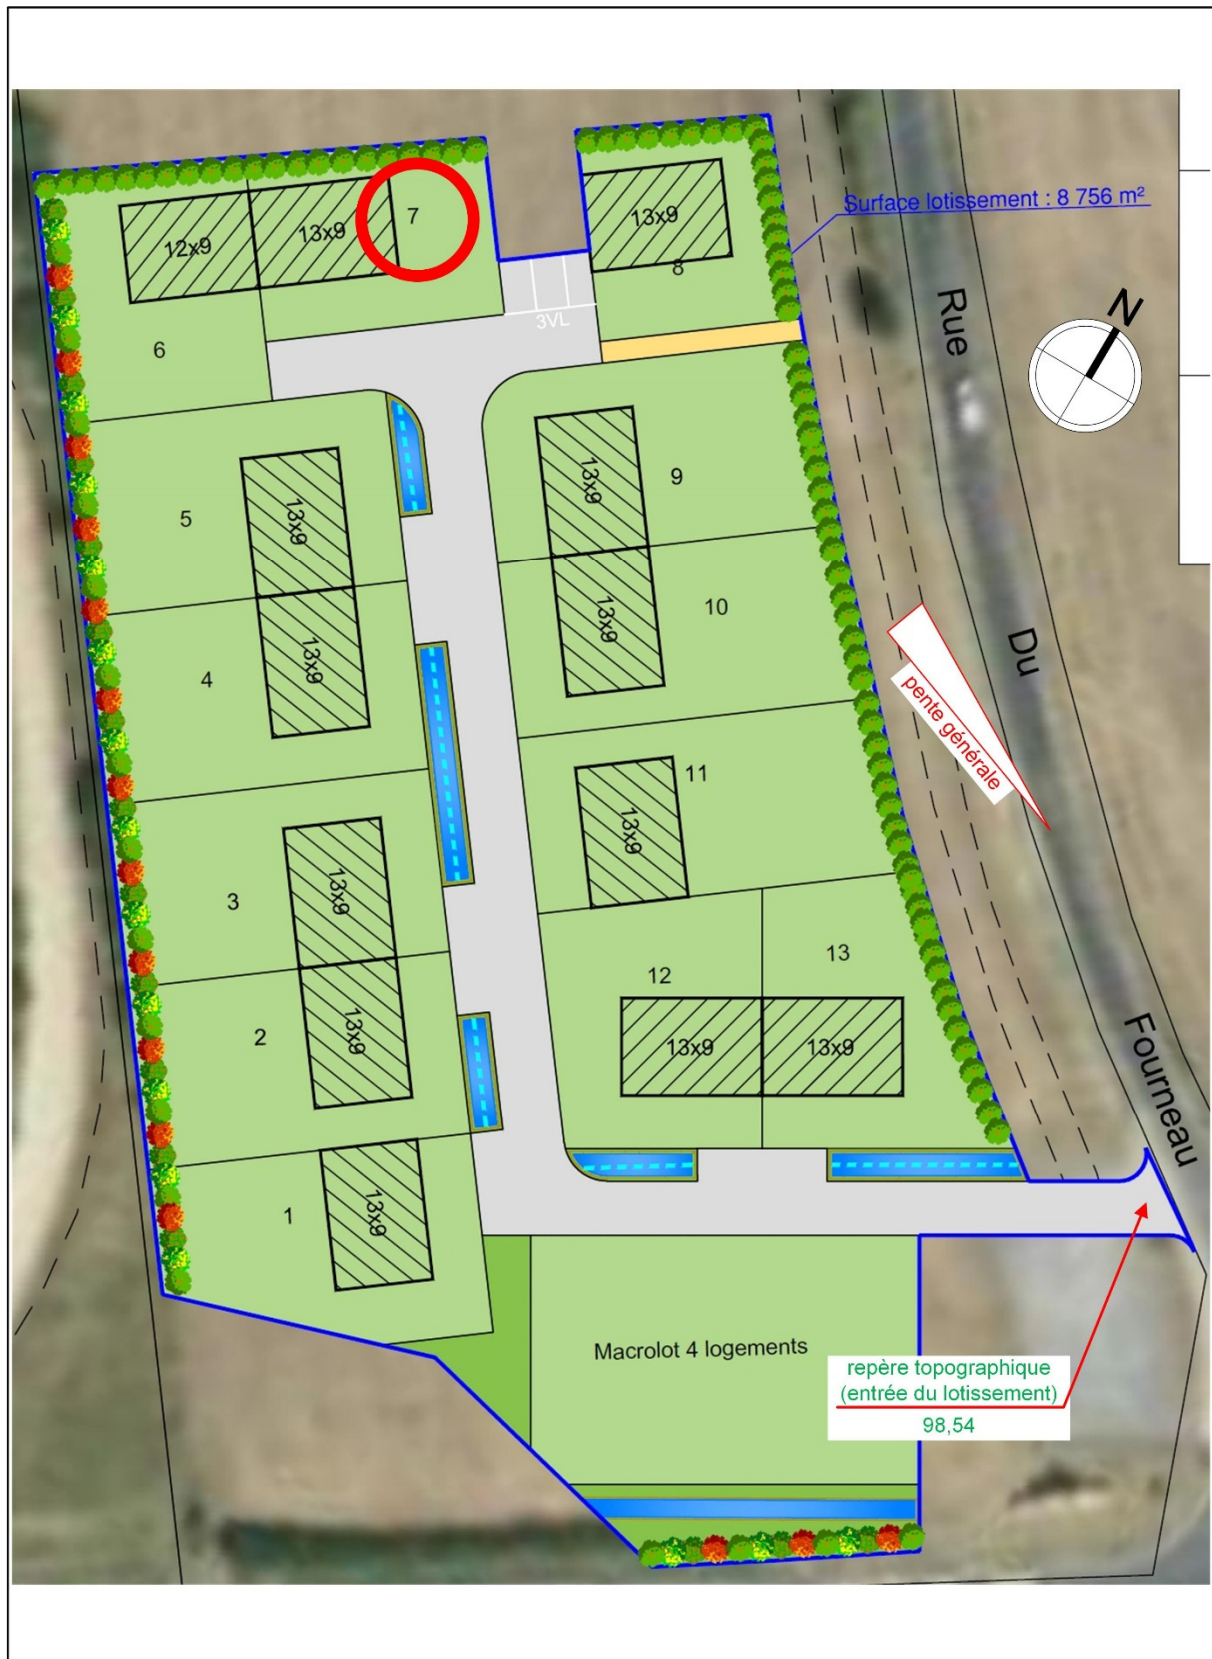 7
12x9
13x9
13x9
8
Surface lotissement : 8 756 m²
3VL
6
N
Rue
Du
Fourneau
5
13x9
4
13x9
9
13x9
10
13x9
pente générale
3
13x9
2
13x9
11
13x9
12
13
13x9
13x9
1
13x9
Macrolot 4 logements
repère topographique
(entrée du lotissement)
98,54